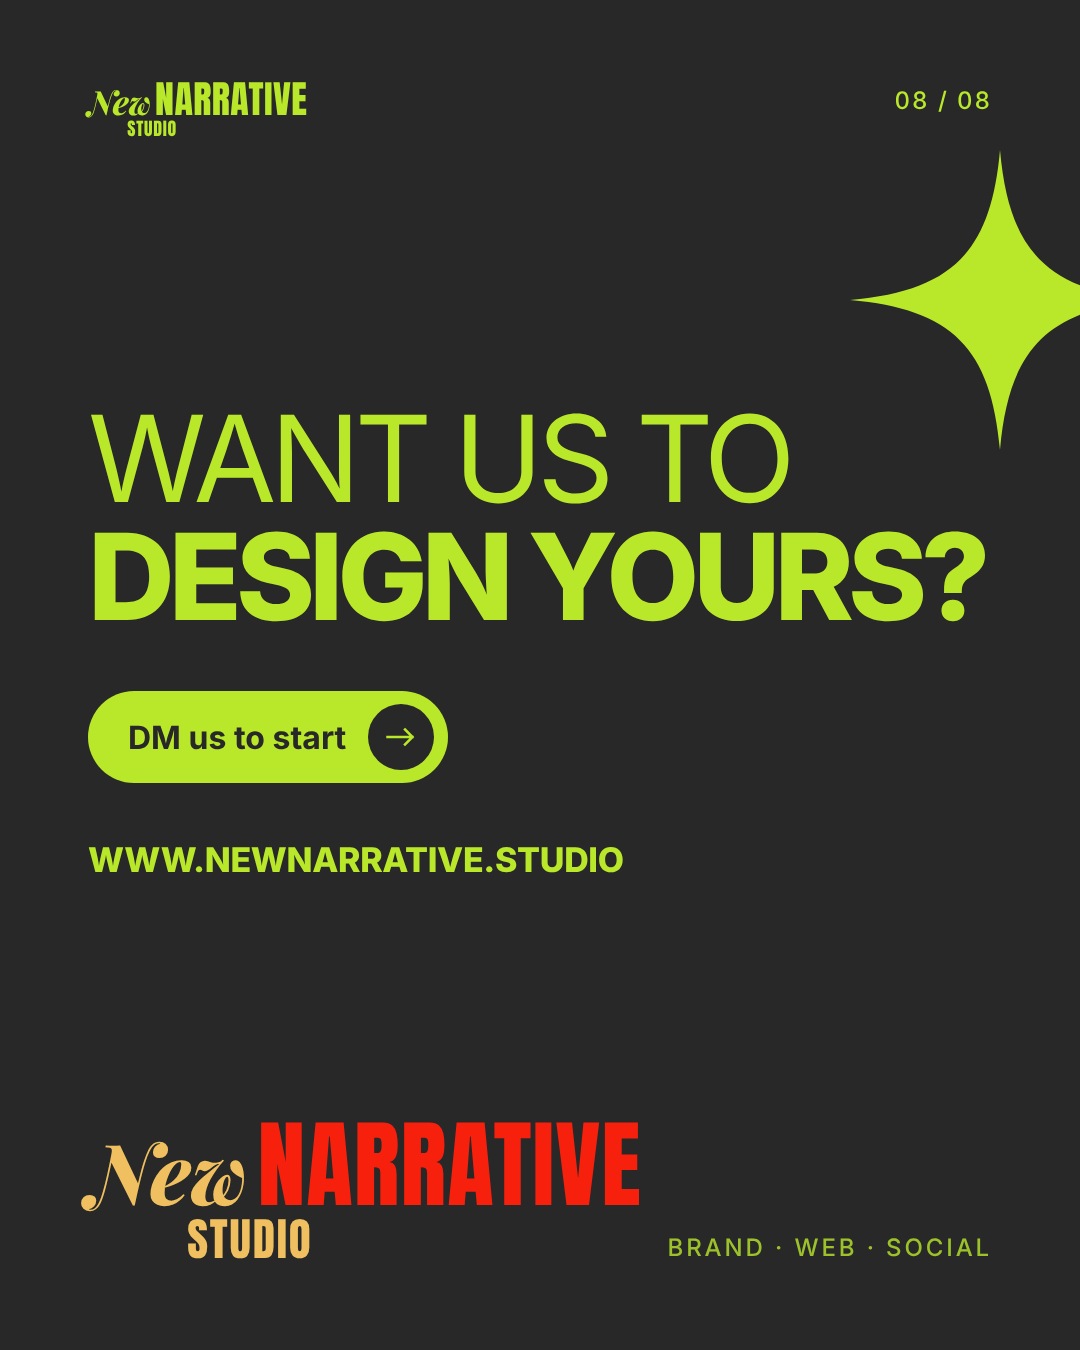 New NARRATIVE
STUDIO
08 / 08
WANT US TO
DESIGN YOURS?
DM us to start →
WWW.NEWNARRATIVE.STUDIO
New NARRATIVE
STUDIO
BRAND · WEB · SOCIAL